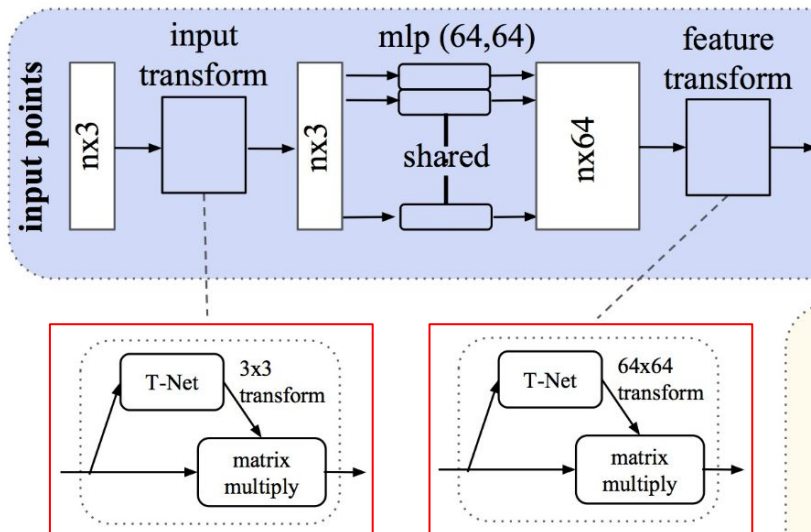 input points
nx3
input
transform
nx3
mlp (64,64)
shared
nx64
feature
transform
T-Net
3x3
transform
matrix
multiply
T-Net
64x64
transform
matrix
multiply